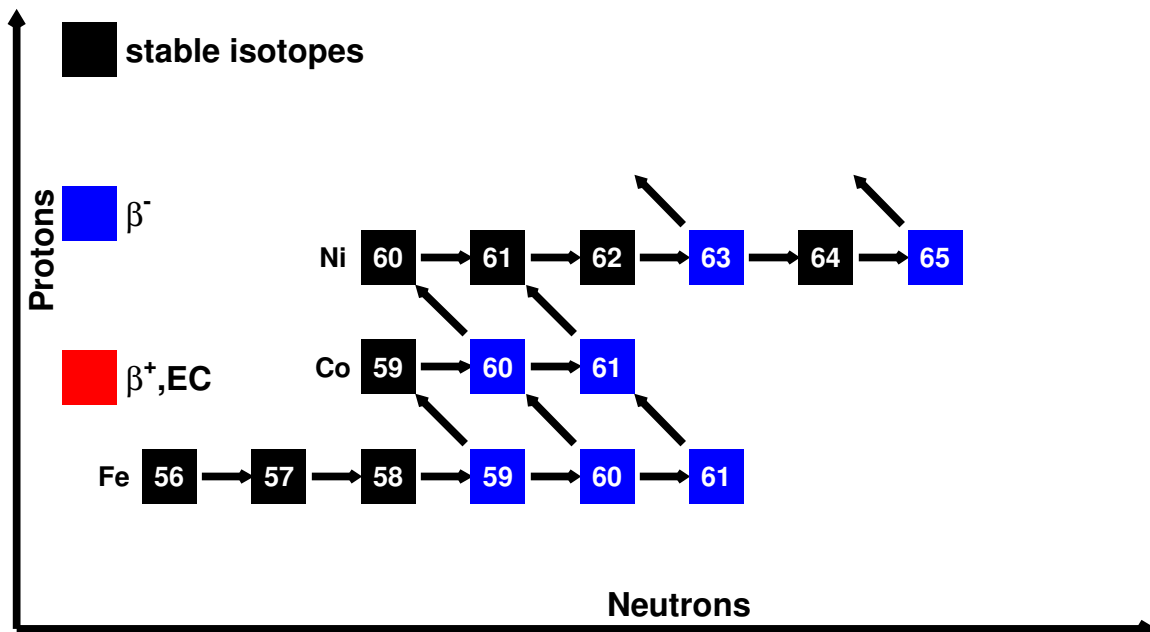 stable isotopes
Protons
β-
Ni 60 61 62 63 64 65
β+,EC
Co 59 60 61
Fe 56 57 58 59 60 61
Neutrons